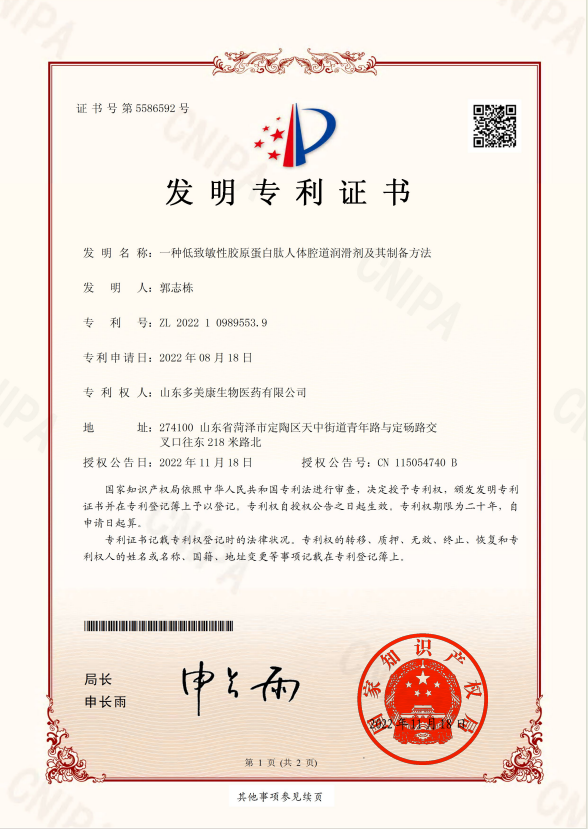 证书号第5586592号
发明专利证书
发明名称：一种低致敏性胶原蛋白肽人体腔道润滑剂及其制备方法
发明人：郭志栋
专利号：ZL 2022 1 0989553.9
专利申请日：2022年08月18日
专利权人：山东多美康生物医药有限公司
地址：274100 山东省菏泽市定陶区天中街道青年路与定砀路交
叉口往东218米路北
授权公告日：2022年11月18日 授权公告号：CN 115054740 B
国家知识产权局依照中华人民共和国专利法进行审查，决定授予专利权，颁发发明专利
证书并在专利登记簿上予以登记。专利权自授权公告之日起生效。专利权期限为二十年，自
申请日起算。
专利证书记载专利权登记时的法律状况。专利权的转移、质押、无效、终止、恢复和专
利权人的姓名或名称、国籍、地址变更等事项记载在专利登记簿上。
局长
申长雨
申长雨
国家知识产权局
2022年11月18日
第1页(共2页)
其他事项参见续页
CNIPA
CNIPA
CNIPA
CNIPA
CNIPA